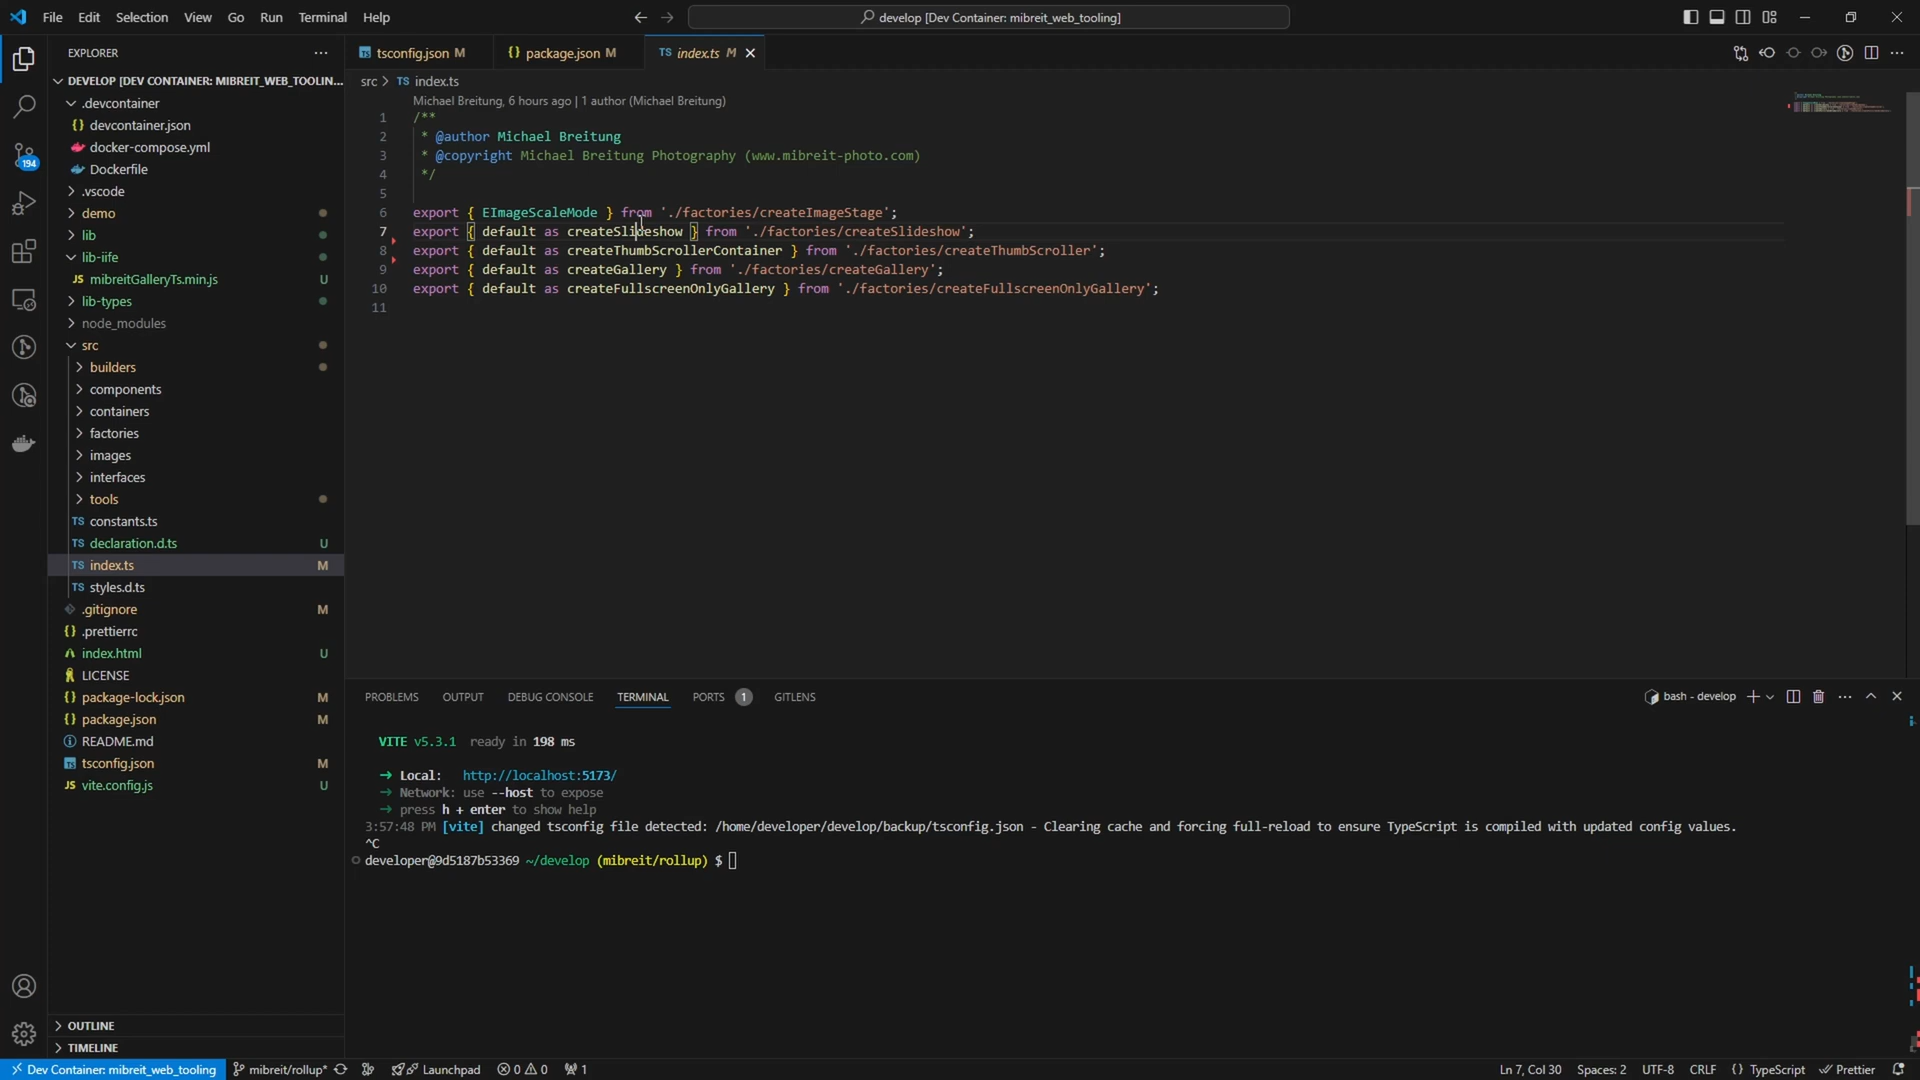 File Edit Selection View Go Run Terminal Help
develop [Dev Container: mibreit_web_tooling]
EXPLORER
DEVELOP [DEV CONTAINER: MIBREIT_WEB_TOOLIN...
.devcontainer
devcontainer.json
docker-compose.yml
Dockerfile
.vscode
demo
lib
lib-iife
JS mibreitGalleryTs.min.js U
lib-types
node_modules
src
builders
components
containers
factories
images
interfaces
tools
TS constants.ts
TS declaration.d.ts U
TS index.ts M
TS styles.d.ts
.gitignore M
{} .prettierrc
index.html U
LICENSE
{} package-lock.json M
{} package.json M
README.md
tsconfig.json M
JS vite.config.js U
OUTLINE
TIMELINE
194
TS tsconfig.json M
{} package.json M
TS index.ts M
src > TS index.ts
Michael Breitung, 6 hours ago | 1 author (Michael Breitung)
1 /**
2 * @author Michael Breitung
3 * @copyright Michael Breitung Photography (www.mibreit-photo.com)
4 */
5
6 export { EImageScaleMode } from './factories/createImageStage';
7 export { default as createSlideshow } from './factories/createSlideshow';
8 export { default as createThumbScrollerContainer } from './factories/createThumbScroller';
9 export { default as createGallery } from './factories/createGallery';
10 export { default as createFullscreenOnlyGallery } from './factories/createFullscreenOnlyGallery';
11
PROBLEMS OUTPUT DEBUG CONSOLE TERMINAL PORTS 1 GITLENS
bash - develop
VITE v5.3.1 ready in 198 ms
➜ Local: http://localhost:5173/
➜ Network: use --host to expose
➜ press h + enter to show help
3:57:48 PM [vite] changed tsconfig file detected: /home/developer/develop/backup/tsconfig.json - Clearing cache and forcing full-reload to ensure TypeScript is compiled with updated config values.
^C
developer@9d5187b53369 ~/develop (mibreit/rollup) $
Dev Container: mibreit_web_tooling mibreit/rollup* Launchpad 0 0 1 Ln 7, Col 30 Spaces: 2 UTF-8 CRLF {} TypeScript Prettier